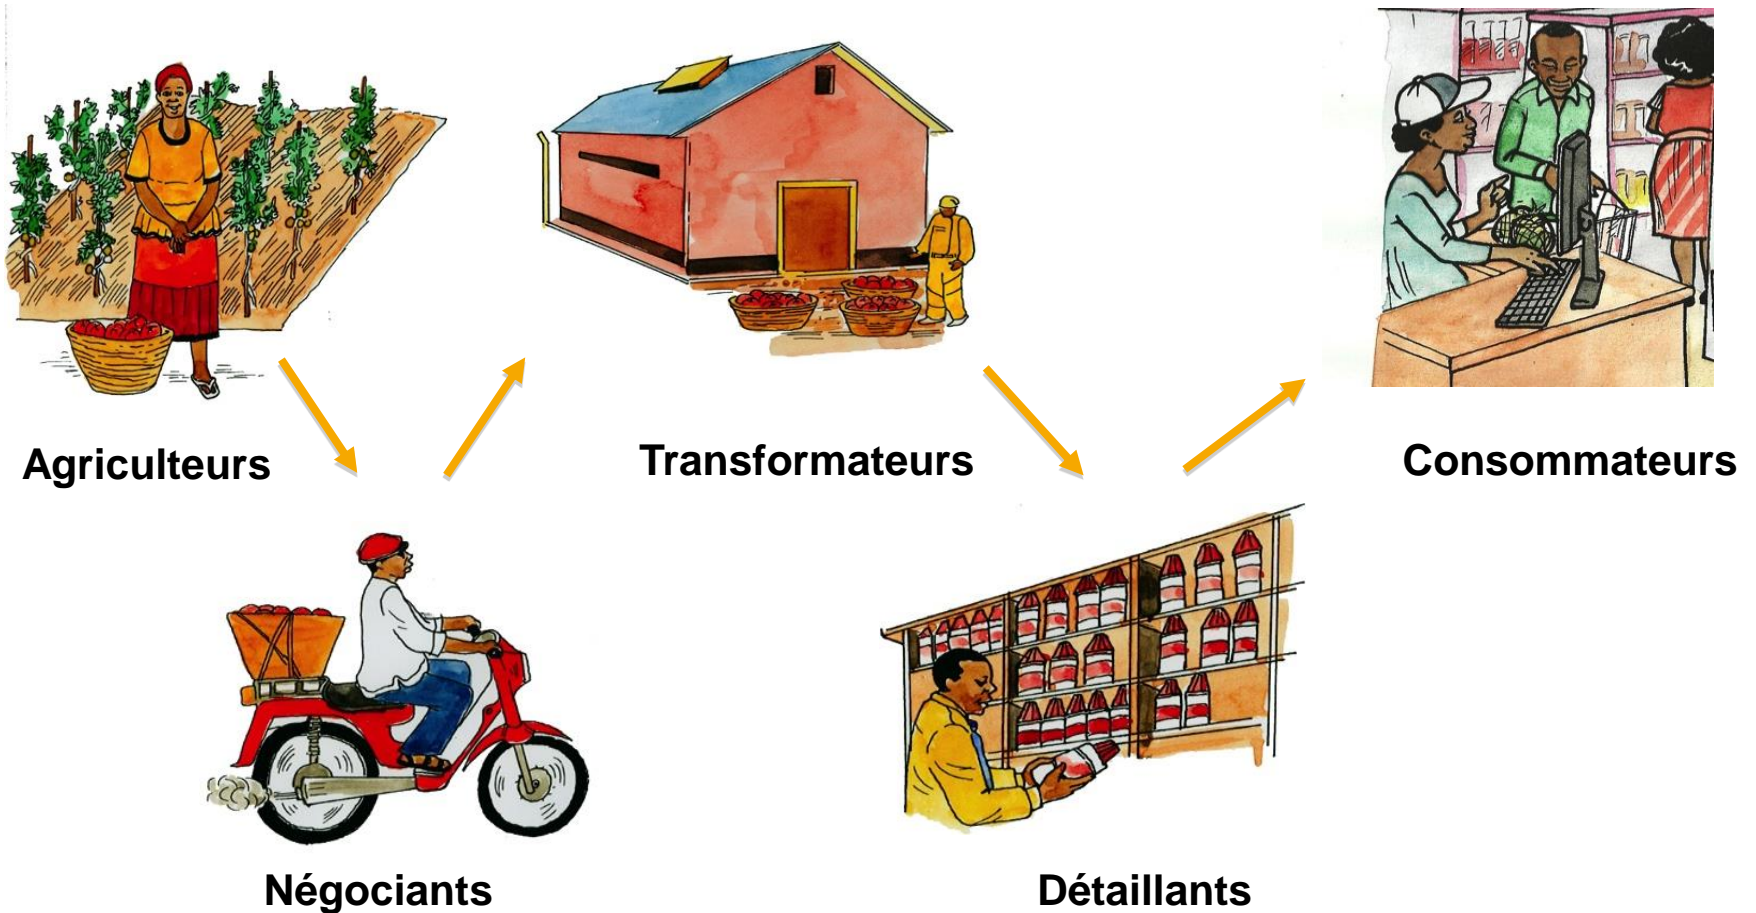 Agriculteurs
Négociants
Transformateurs
Détaillants
Consommateurs